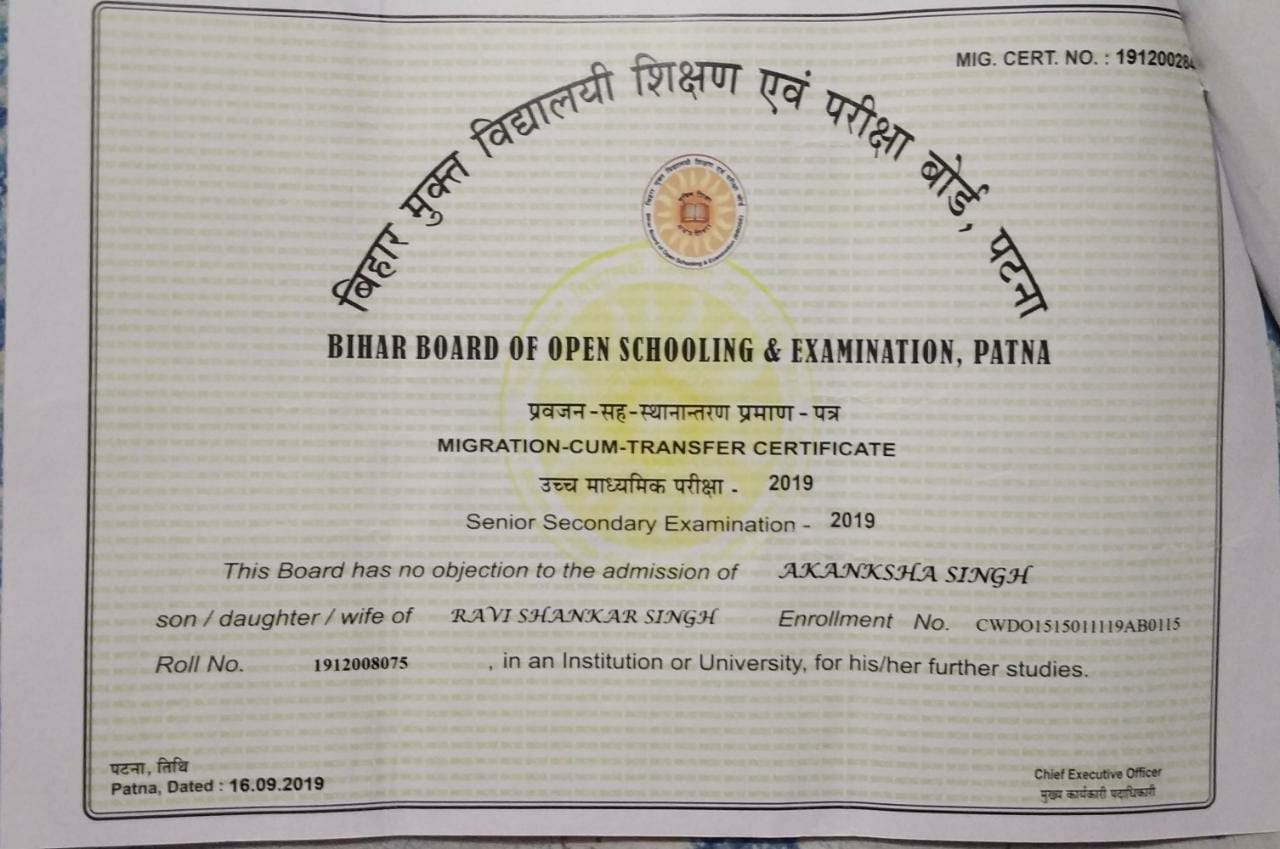 MIG. CERT. NO. : 191200284
बिहार मुक्त विद्यालयी शिक्षण एवं परीक्षा बोर्ड, पटना
BIHAR BOARD OF OPEN SCHOOLING & EXAMINATION, PATNA
प्रवजन-सह-स्थानान्तरण प्रमाण - पत्र
MIGRATION-CUM-TRANSFER CERTIFICATE
उच्च माध्यमिक परीक्षा - 2019
Senior Secondary Examination - 2019
This Board has no objection to the admission of AKANKSHA SINGH
son / daughter / wife of RAVI SHANKAR SINGH Enrollment No. CWDO1515011119AB0115
Roll No. 1912008075 , in an Institution or University, for his/her further studies.
पटना, तिथि
Patna, Dated : 16.09.2019
Chief Executive Officer
मुख्य कार्यकारी पदाधिकारी